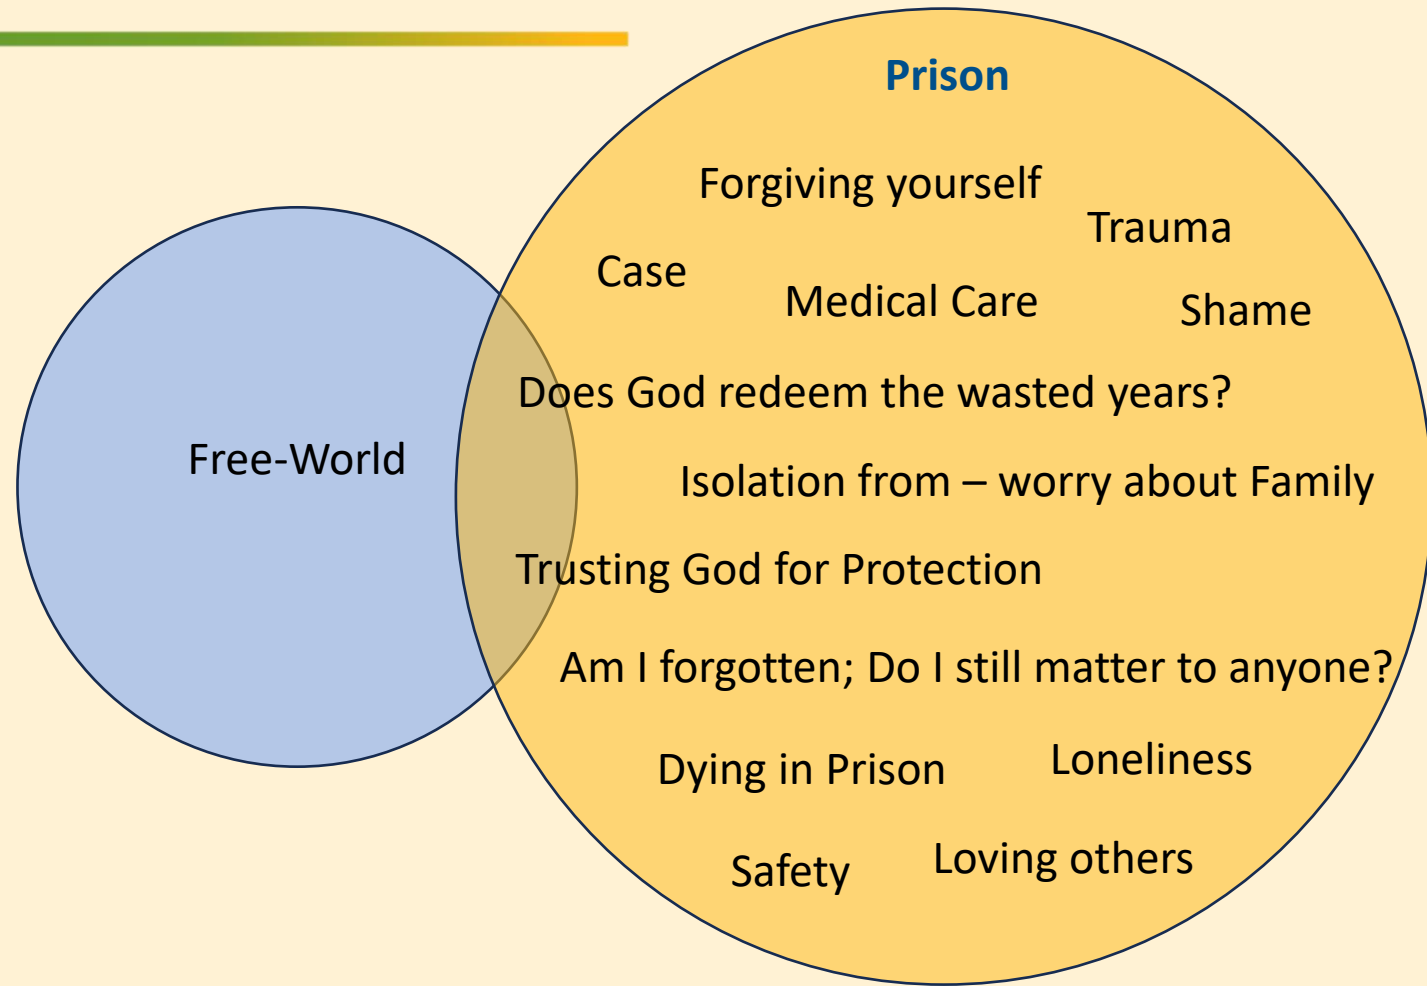 Prison
Forgiving yourself
Trauma
Case
Medical Care
Shame
Does God redeem the wasted years?
Free-World
Isolation from – worry about Family
Trusting God for Protection
Am I forgotten; Do I still matter to anyone?
Dying in Prison
Loneliness
Safety
Loving others